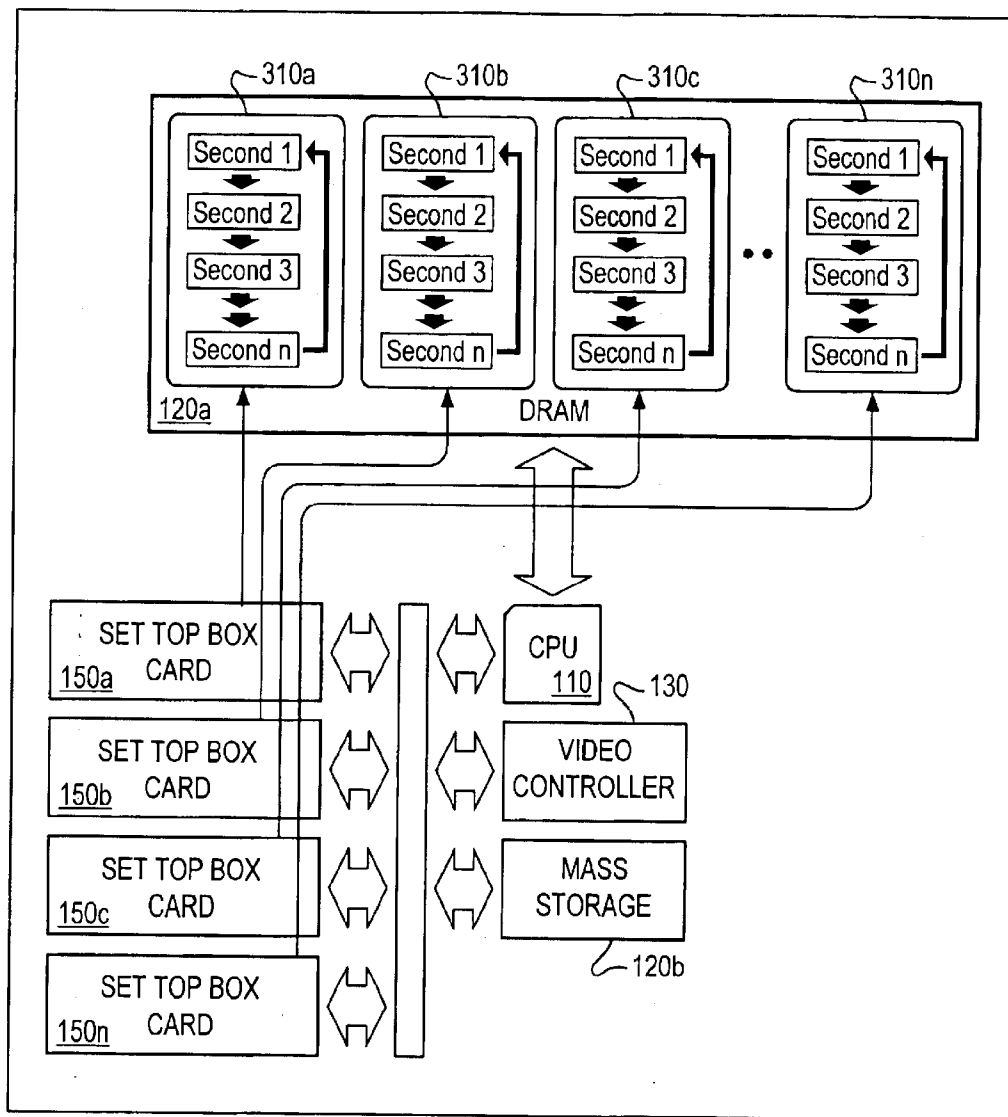 310a 310b 310c 310n
Second 1 Second 1 Second 1 Second 1
Second 2 Second 2 Second 2 Second 2
Second 3 Second 3 Second 3 Second 3
Second n Second n Second n Second n
120a DRAM
SET TOP BOX
CARD
150a
CPU
110
130
SET TOP BOX
CARD
150b
VIDEO
CONTROLLER
SET TOP BOX
CARD
150c
MASS
STORAGE
120b
SET TOP BOX
CARD
150n